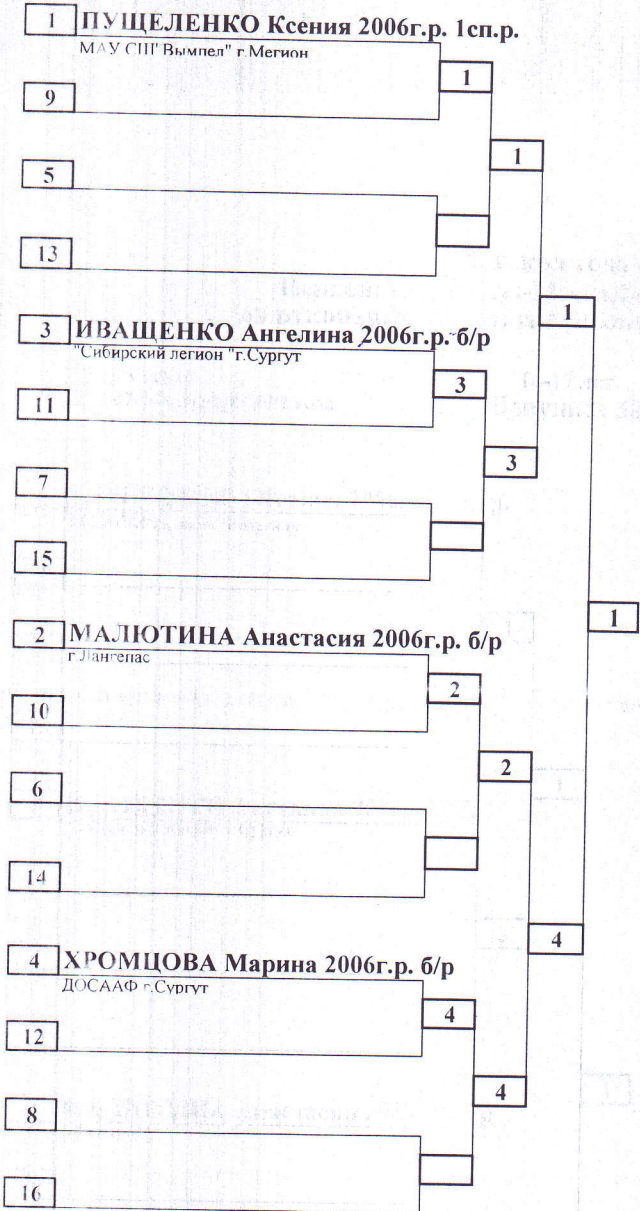 1 ПУЩЕЛЕНКО Ксения 2006г.р. 1сп.р.
МАУ СШ" Вымпел" г.Мегион
1
9
1
5
13
1
3 ИВАЩЕНКО Ангелина 2006г.р. б/р
"Сибирский легион "г.Сургут
3
11
3
7
15
1
2 МАЛЮТИНА Анастасия 2006г.р. б/р
г.Лангепас
2
10
2
6
14
4
4 ХРОМЦОВА Марина 2006г.р. б/р
ДОСААФ г.Сургут
4
12
4
8
16